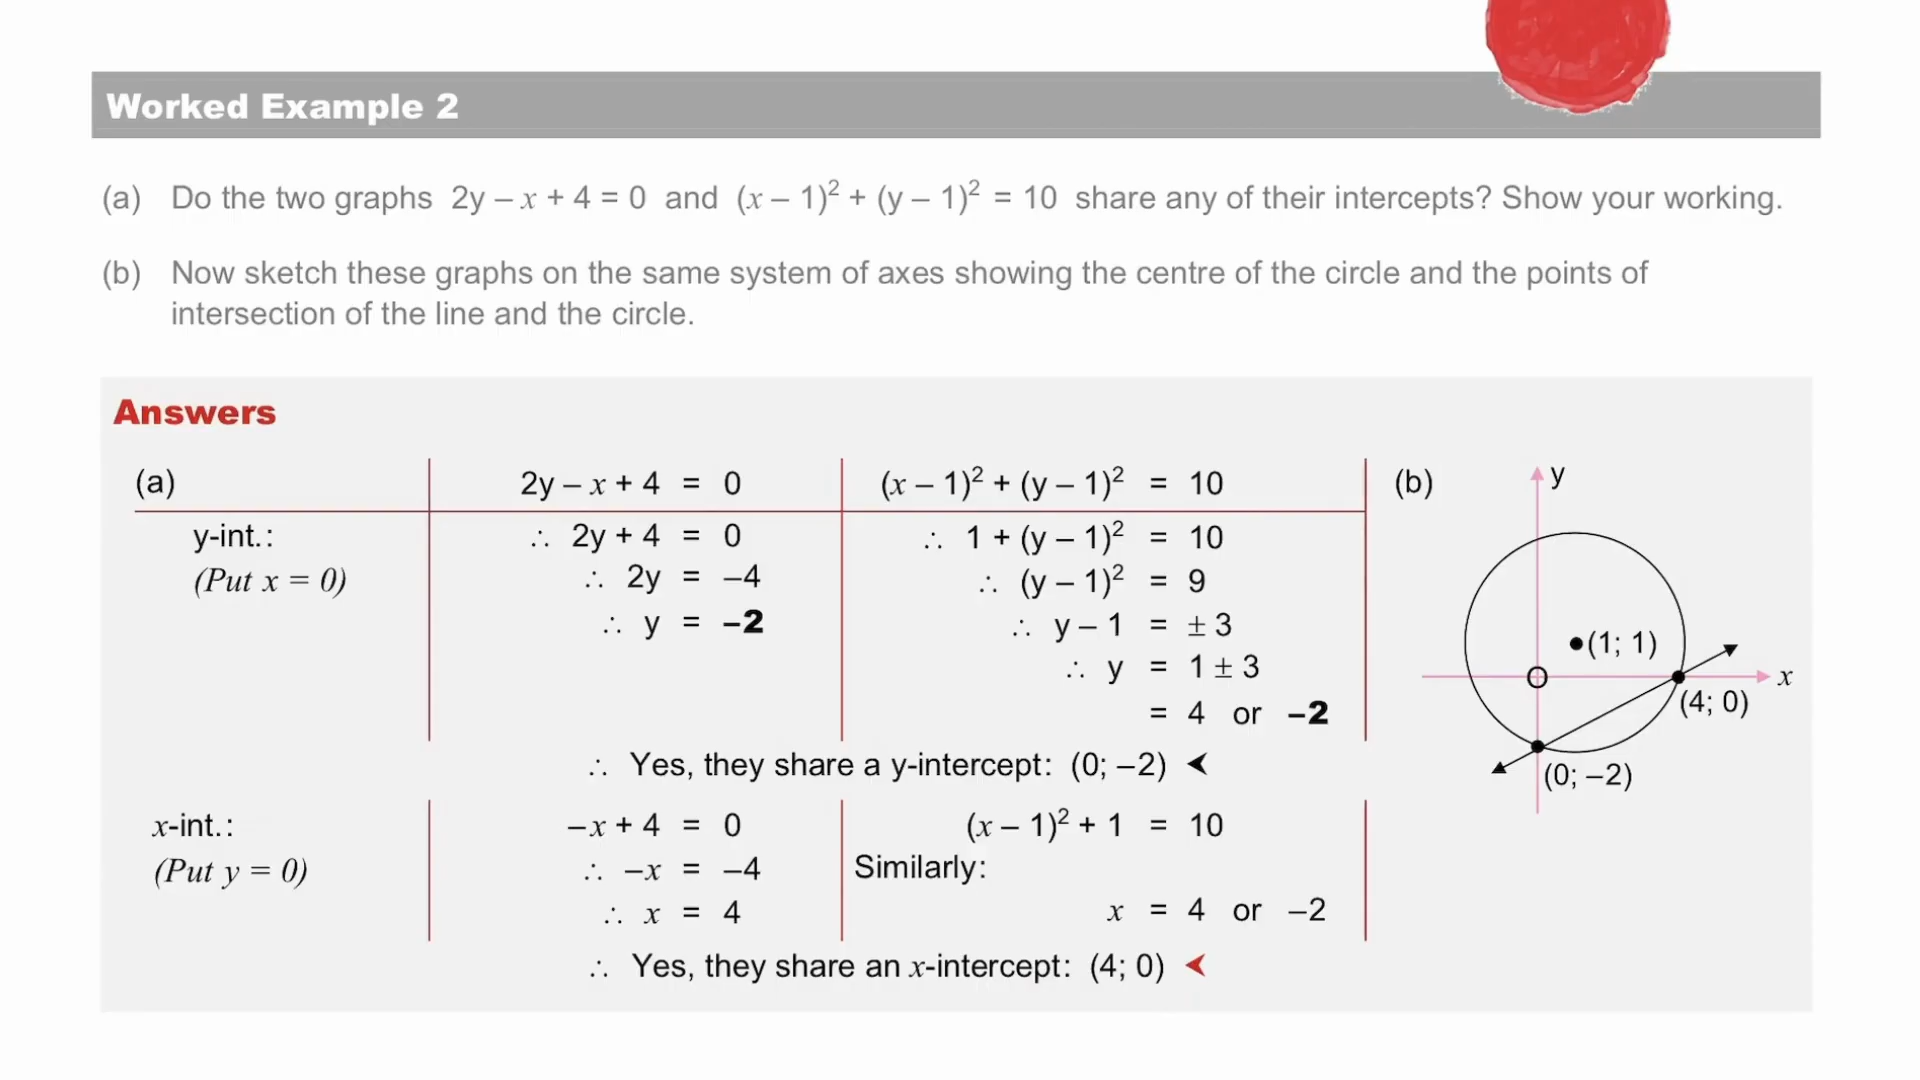 Worked Example 2
(a) Do the two graphs 2y – x + 4 = 0 and (x – 1)² + (y – 1)² = 10 share any of their intercepts? Show your working.
(b) Now sketch these graphs on the same system of axes showing the centre of the circle and the points of
intersection of the line and the circle.
Answers
(a) 2y – x + 4 = 0 (x – 1)² + (y – 1)² = 10
y-int.: ∴ 2y + 4 = 0 ∴ 1 + (y – 1)² = 10
(Put x = 0) ∴ 2y = –4 ∴ (y – 1)² = 9
∴ y = –2 ∴ y – 1 = ± 3
∴ y = 1 ± 3
= 4 or –2
∴ Yes, they share a y-intercept: (0; –2)
x-int.: –x + 4 = 0 (x – 1)² + 1 = 10
(Put y = 0) ∴ –x = –4 Similarly:
∴ x = 4 x = 4 or –2
∴ Yes, they share an x-intercept: (4; 0)
(b) y
(1; 1)
O x
(4; 0)
(0; –2)